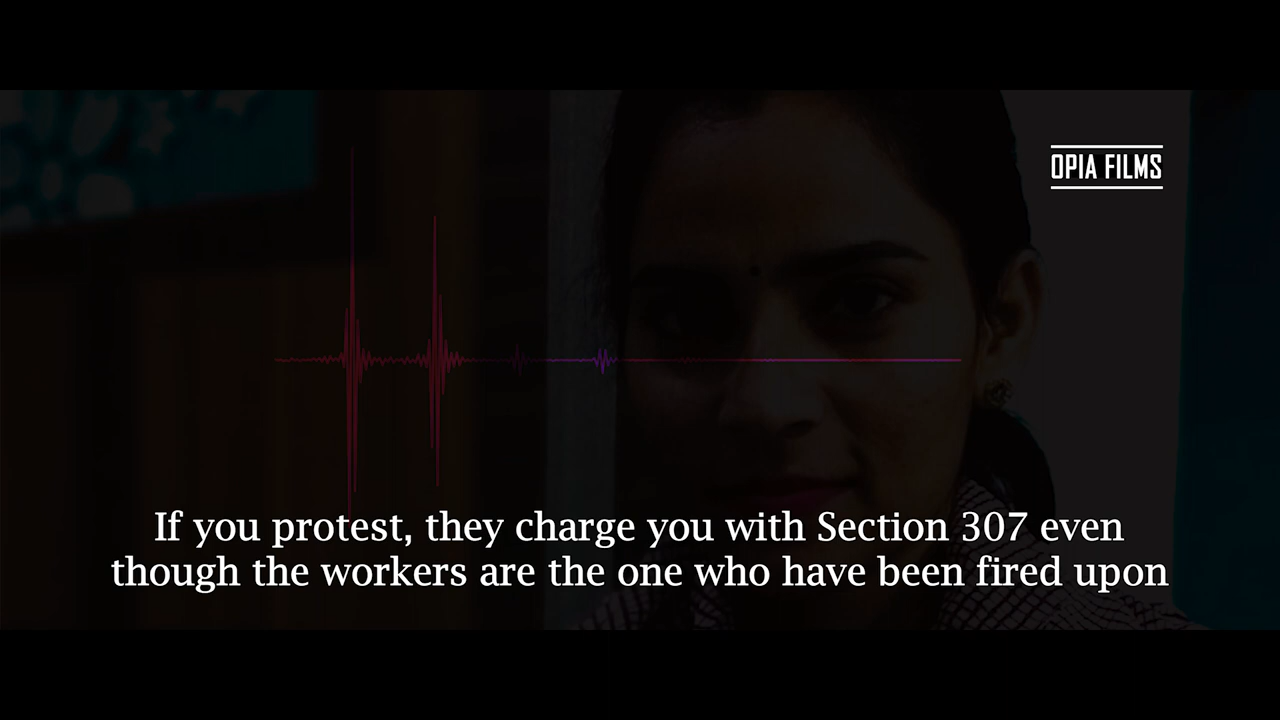 OPIA FILMS
If you protest, they charge you with Section 307 even
though the workers are the one who have been fired upon